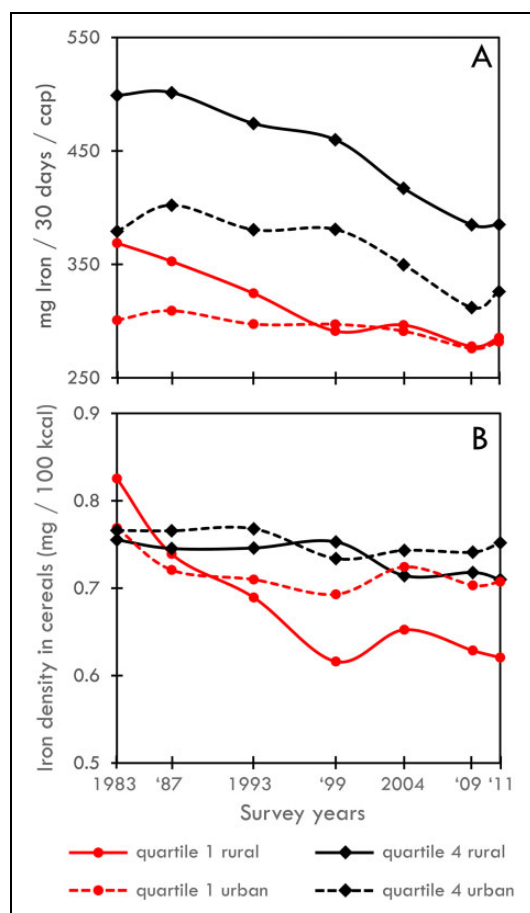 A
550
450
350
250
mg Iron / 30 days / cap)
B
0.9
0.8
0.7
0.6
0.5
Iron density in cereals (mg / 100 kcal)
1983 ‘87 1993 ‘99 2004 ‘09 ‘11
Survey years
quartile 1 rural quartile 4 rural
quartile 1 urban quartile 4 urban